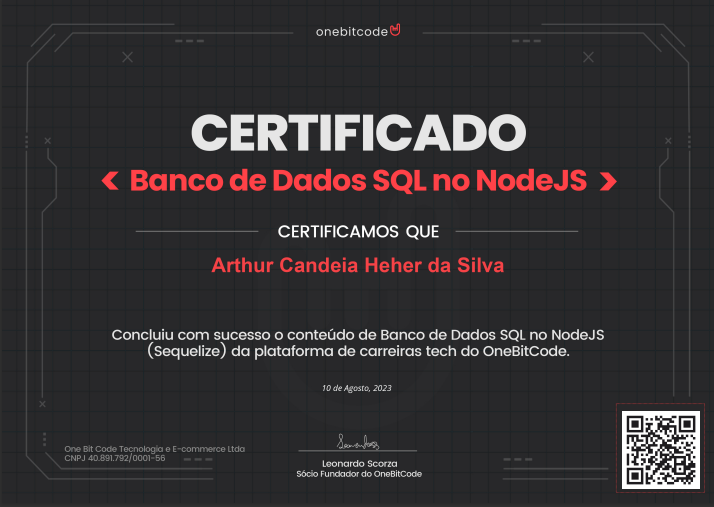 onebitcode
CERTIFICADO
Banco de Dados SQL no NodeJS
CERTIFICAMOS QUE
Arthur Candeia Heher da Silva
Concluiu com sucesso o conteúdo de Banco de Dados SQL no NodeJS
(Sequelize) da plataforma de carreiras tech do OneBitCode.
10 de Agosto, 2023
One Bit Code Tecnologia e E-commerce Ltda
CNPJ 40.891.792/0001-56
Leonardo Scorza
Sócio Fundador do OneBitCode